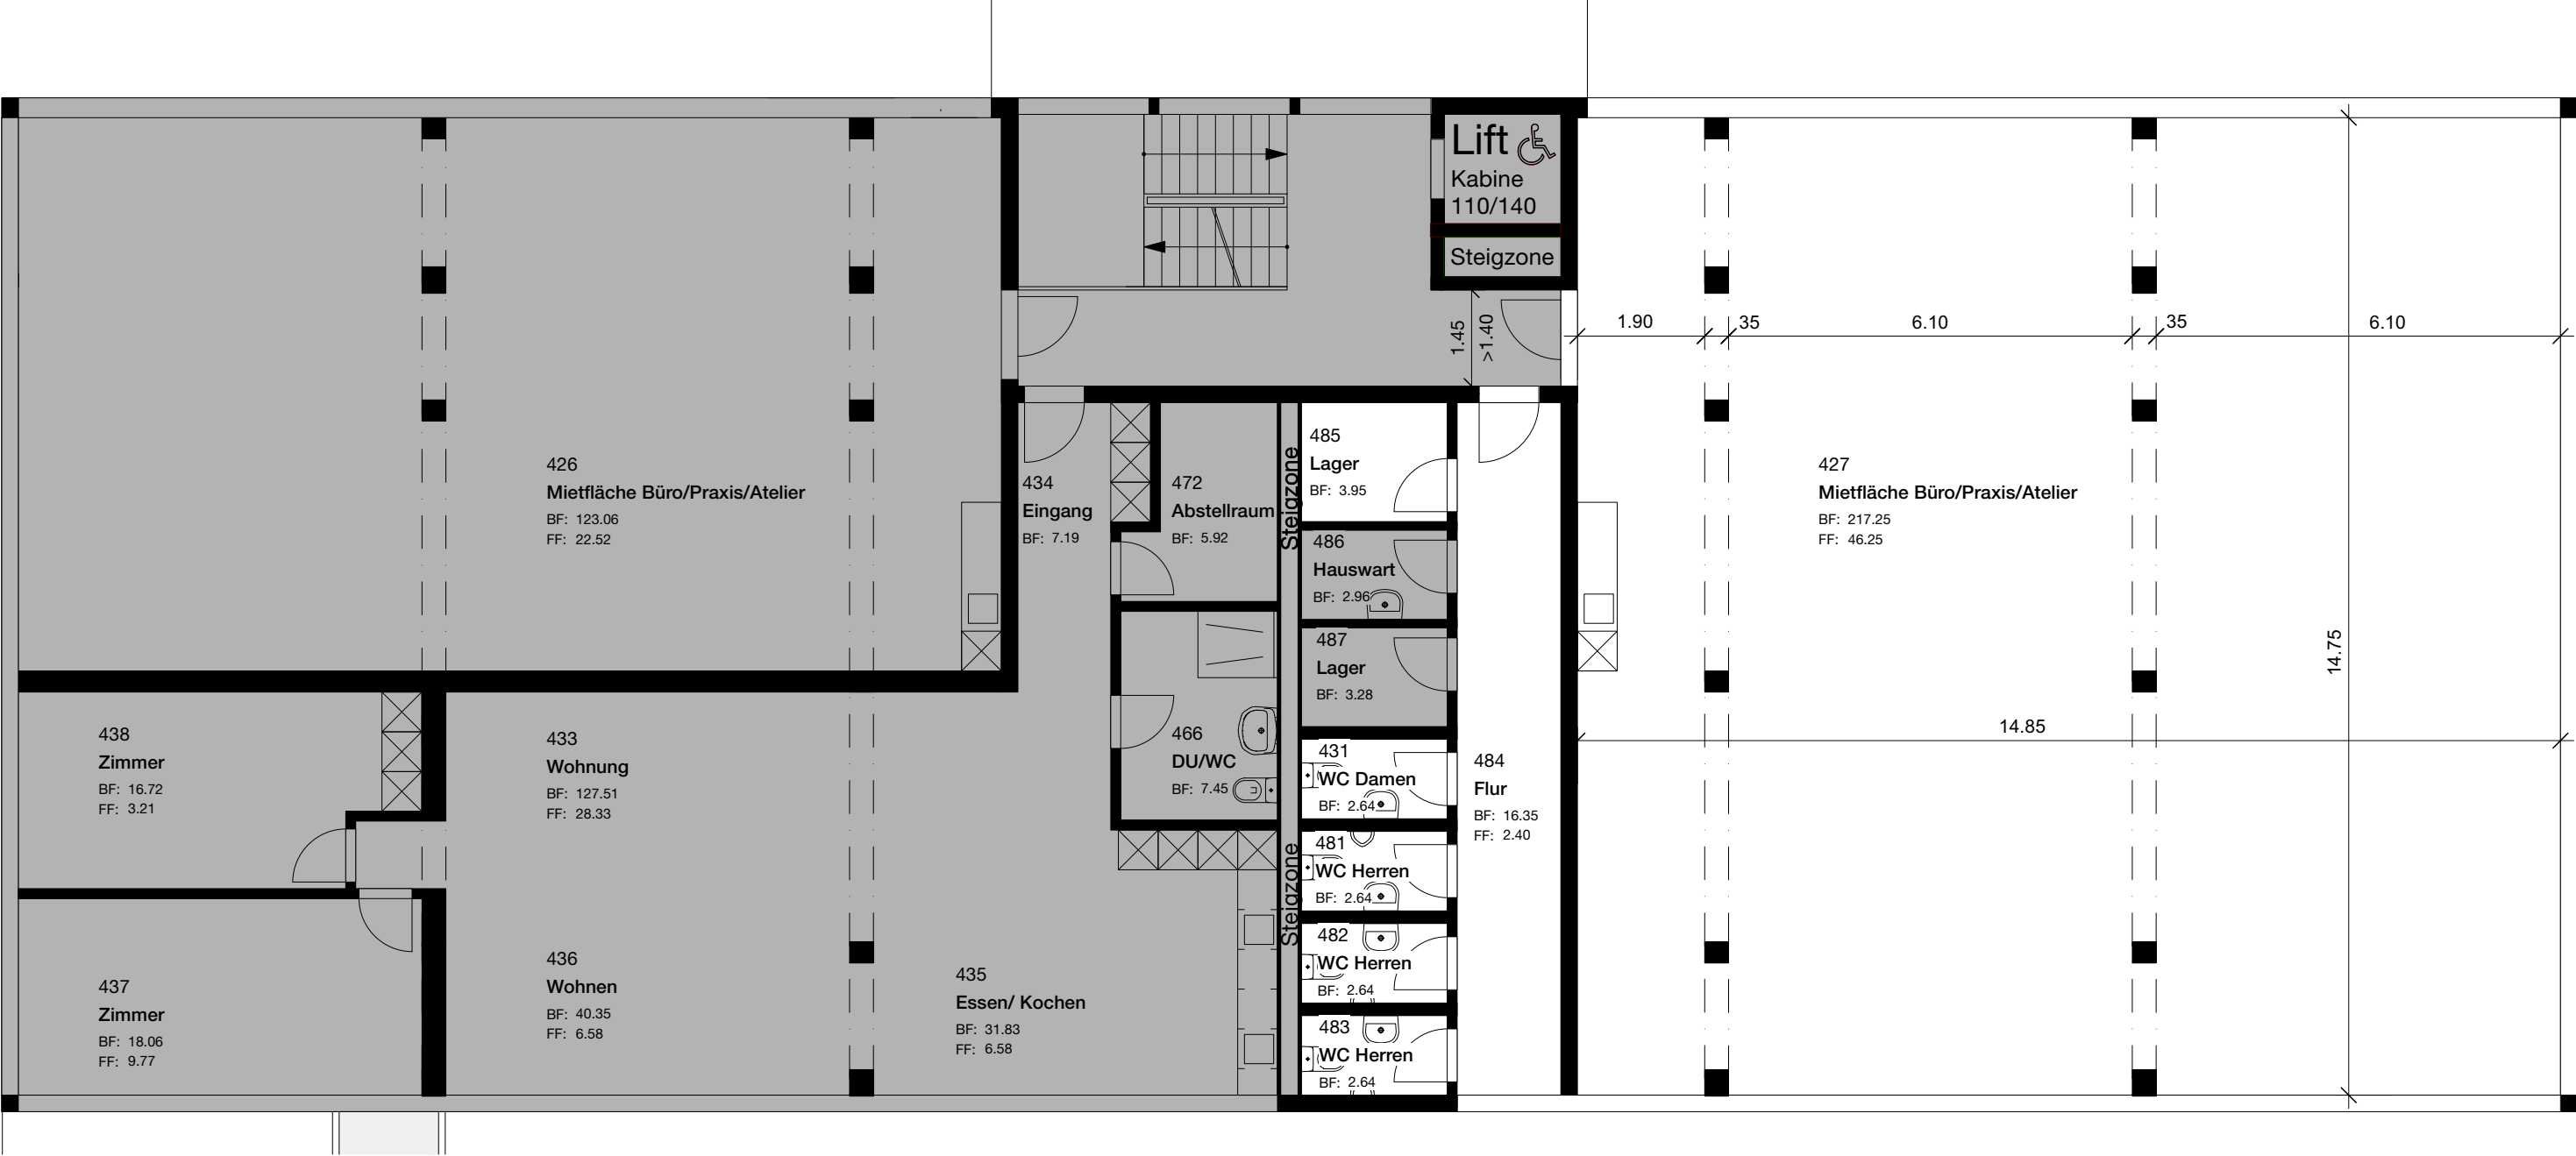 Lift
Kabine
110/140
Steigzone
1.45
>1.40
1.90
35
6.10
35
6.10
14.75
14.85
426
Mietfläche Büro/Praxis/Atelier
BF: 123.06
FF: 22.52
434
Eingang
BF: 7.19
472
Abstellraum
BF: 5.92
Steigzone
485
Lager
BF: 3.95
486
Hauswart
BF: 2.96
487
Lager
BF: 3.28
427
Mietfläche Büro/Praxis/Atelier
BF: 217.25
FF: 46.25
438
Zimmer
BF: 16.72
FF: 3.21
433
Wohnung
BF: 127.51
FF: 28.33
466
DU/WC
BF: 7.45
431
WC Damen
BF: 2.64
484
Flur
BF: 16.35
FF: 2.40
481
WC Herren
BF: 2.64
Steigzone
482
WC Herren
BF: 2.64
483
WC Herren
BF: 2.64
437
Zimmer
BF: 18.06
FF: 9.77
436
Wohnen
BF: 40.35
FF: 6.58
435
Essen/ Kochen
BF: 31.83
FF: 6.58